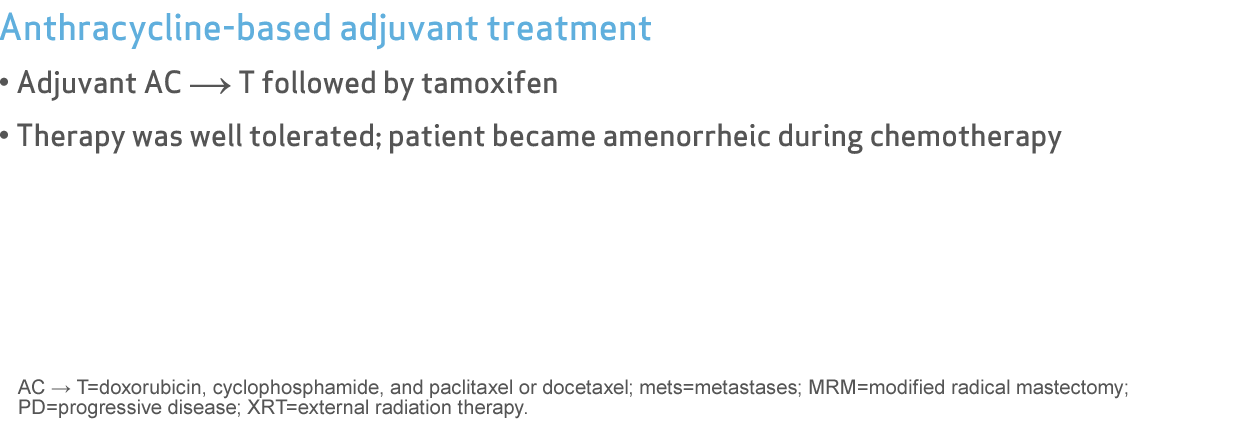 Anthracycline-based adjuvant treatment
• Adjuvant AC ⟶ T followed by tamoxifen
• Therapy was well tolerated; patient became amenorrheic during chemotherapy
AC → T=doxorubicin, cyclophosphamide, and paclitaxel or docetaxel; mets=metastases; MRM=modified radical mastectomy;
PD=progressive disease; XRT=external radiation therapy.